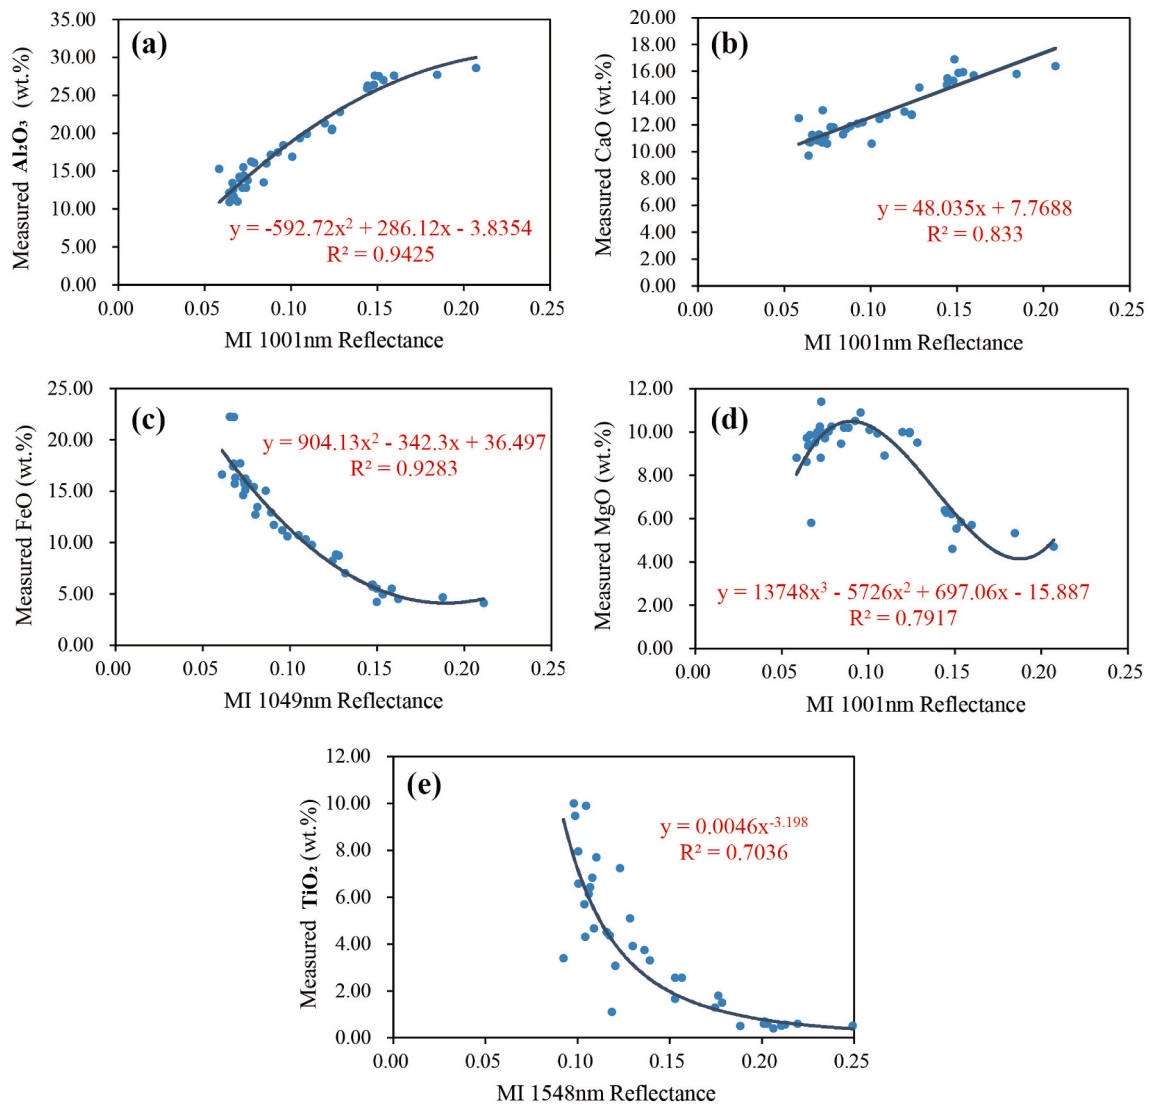 (a)
Measured Al₂O₃ (wt.%)
35.00
30.00
25.00
20.00
15.00
10.00
5.00
0.00
y = -592.72x² + 286.12x - 3.8354
R² = 0.9425
0.00 0.05 0.10 0.15 0.20 0.25
MI 1001nm Reflectance
(b)
Measured CaO (wt.%)
20.00
18.00
16.00
14.00
12.00
10.00
8.00
6.00
4.00
2.00
0.00
y = 48.035x + 7.7688
R² = 0.833
0.00 0.05 0.10 0.15 0.20 0.25
MI 1001nm Reflectance
(c)
Measured FeO (wt.%)
25.00
20.00
15.00
10.00
5.00
0.00
y = 904.13x² - 342.3x + 36.497
R² = 0.9283
0.00 0.05 0.10 0.15 0.20 0.25
MI 1049nm Reflectance
(d)
Measured MgO (wt.%)
12.00
10.00
8.00
6.00
4.00
2.00
0.00
y = 13748x³ - 5726x² + 697.06x - 15.887
R² = 0.7917
0.00 0.05 0.10 0.15 0.20 0.25
MI 1001nm Reflectance
(e)
Measured TiO₂ (wt.%)
12.00
10.00
8.00
6.00
4.00
2.00
0.00
y = 0.0046x⁻³·¹⁹⁸
R² = 0.7036
0.00 0.05 0.10 0.15 0.20 0.25
MI 1548nm Reflectance